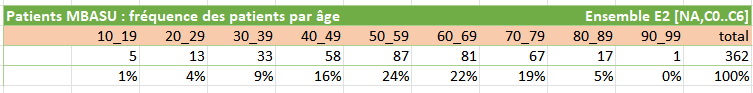 Patients MBASU : fréquence des patients par âge Ensemble E2 [NA,C0..C6]
10_19 20_29 30_39 40_49 50_59 60_69 70_79 80_89 90_99 total
5 13 33 58 87 81 67 17 1 362
1% 4% 9% 16% 24% 22% 19% 5% 0% 100%